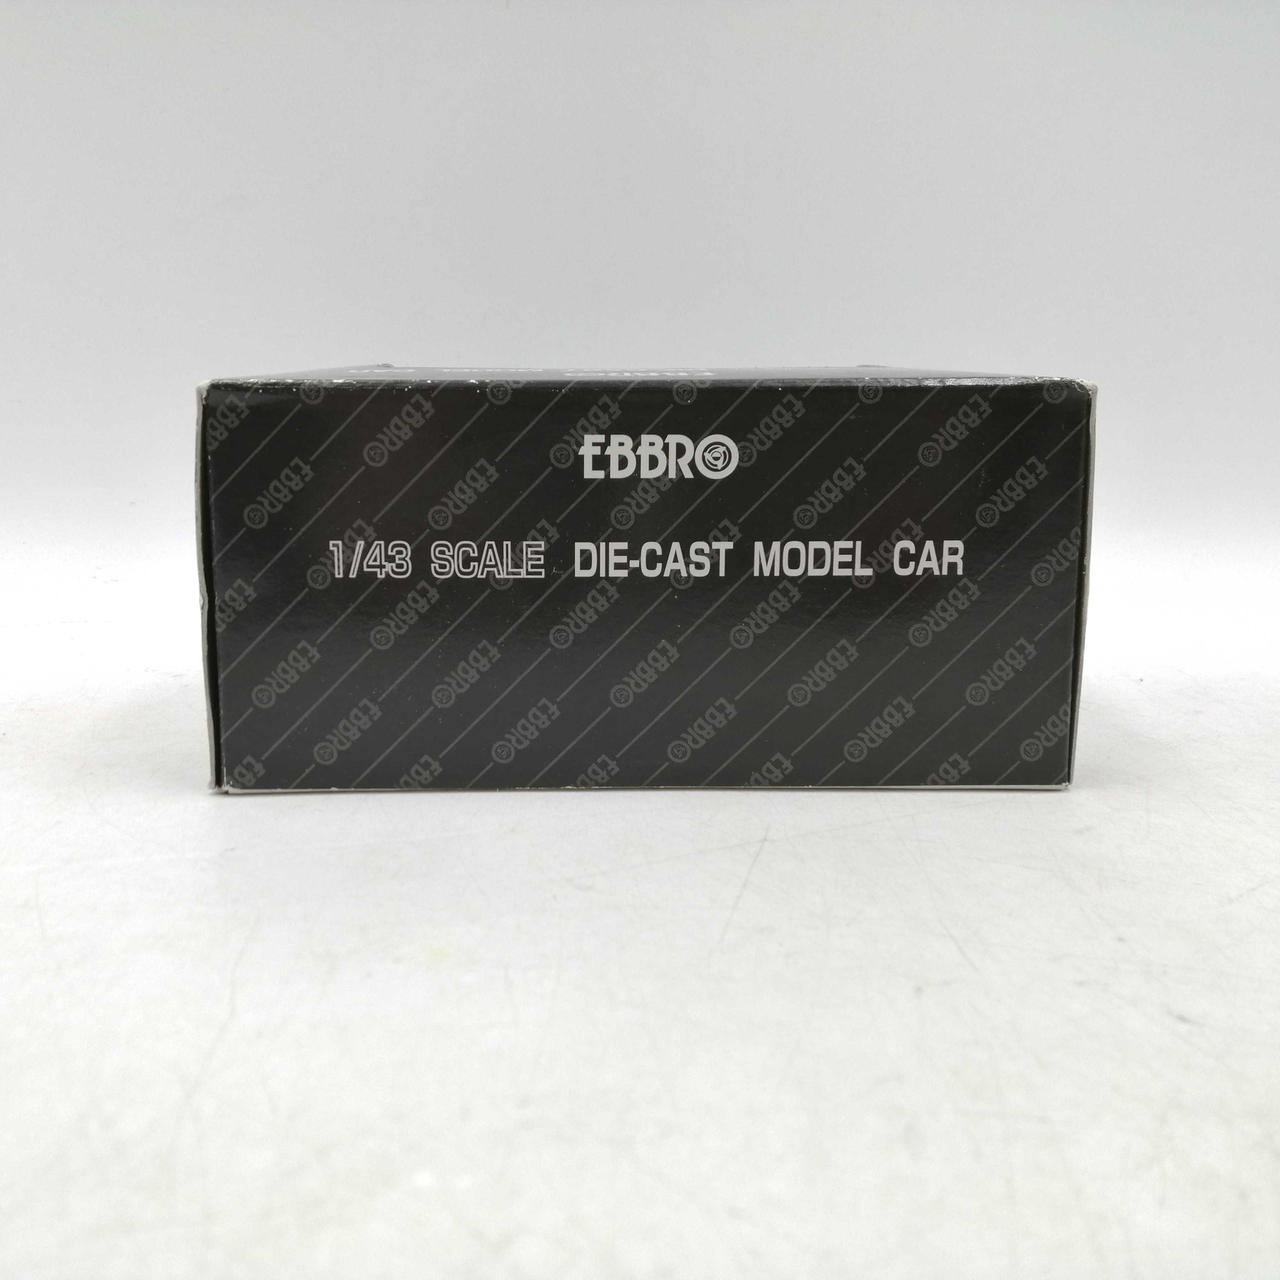 EBBRO
1/43 SCALE DIE-CAST MODEL CAR